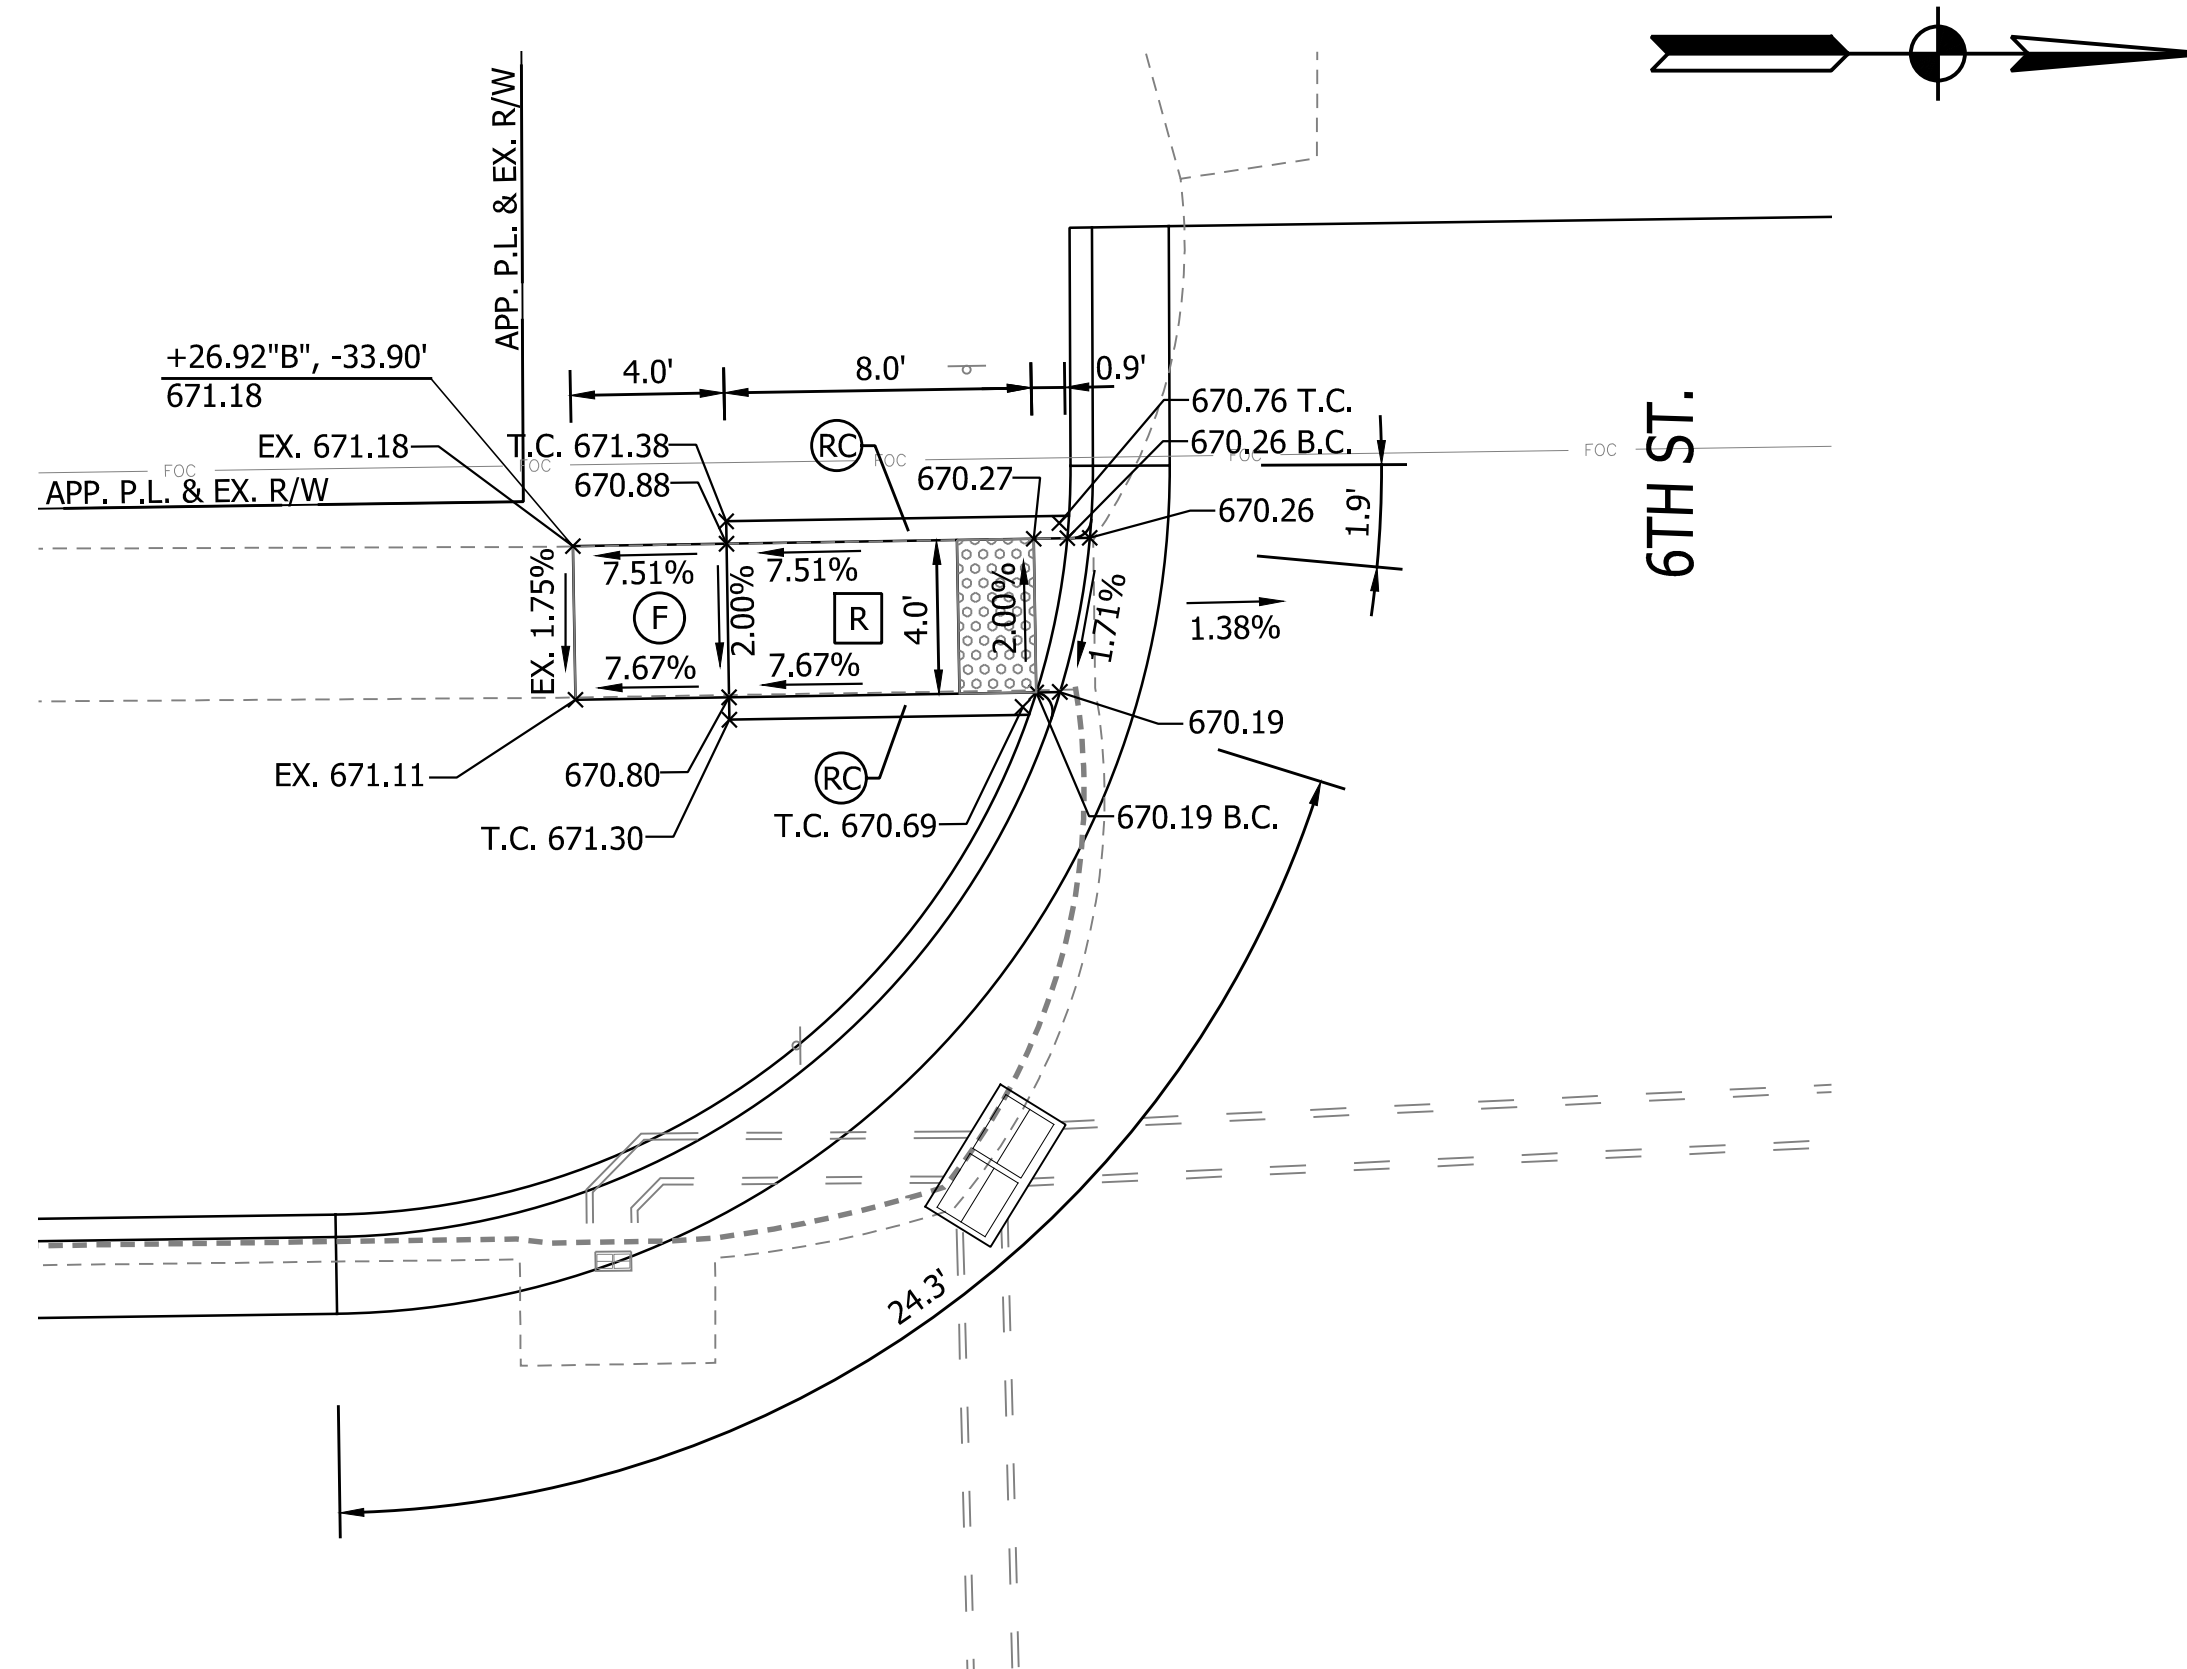 APP. P.L. & EX. R/W
+26.92"B", -33.90'
671.18
4.0'
8.0'
0.9'
670.76 T.C.
670.26 B.C.
EX. 671.18
T.C. 671.38
RC
FOC
FOC
FOC
FOC
FOC
APP. P.L. & EX. R/W
670.88
670.27
670.26
1.9'
6TH ST.
EX. 1.75%
7.51%
7.51%
F
2.00%
R
4.0'
2.00%
1.71%
1.38%
7.67%
7.67%
670.19
EX. 671.11
670.80
RC
T.C. 671.30
T.C. 670.69
670.19 B.C.
24.3'